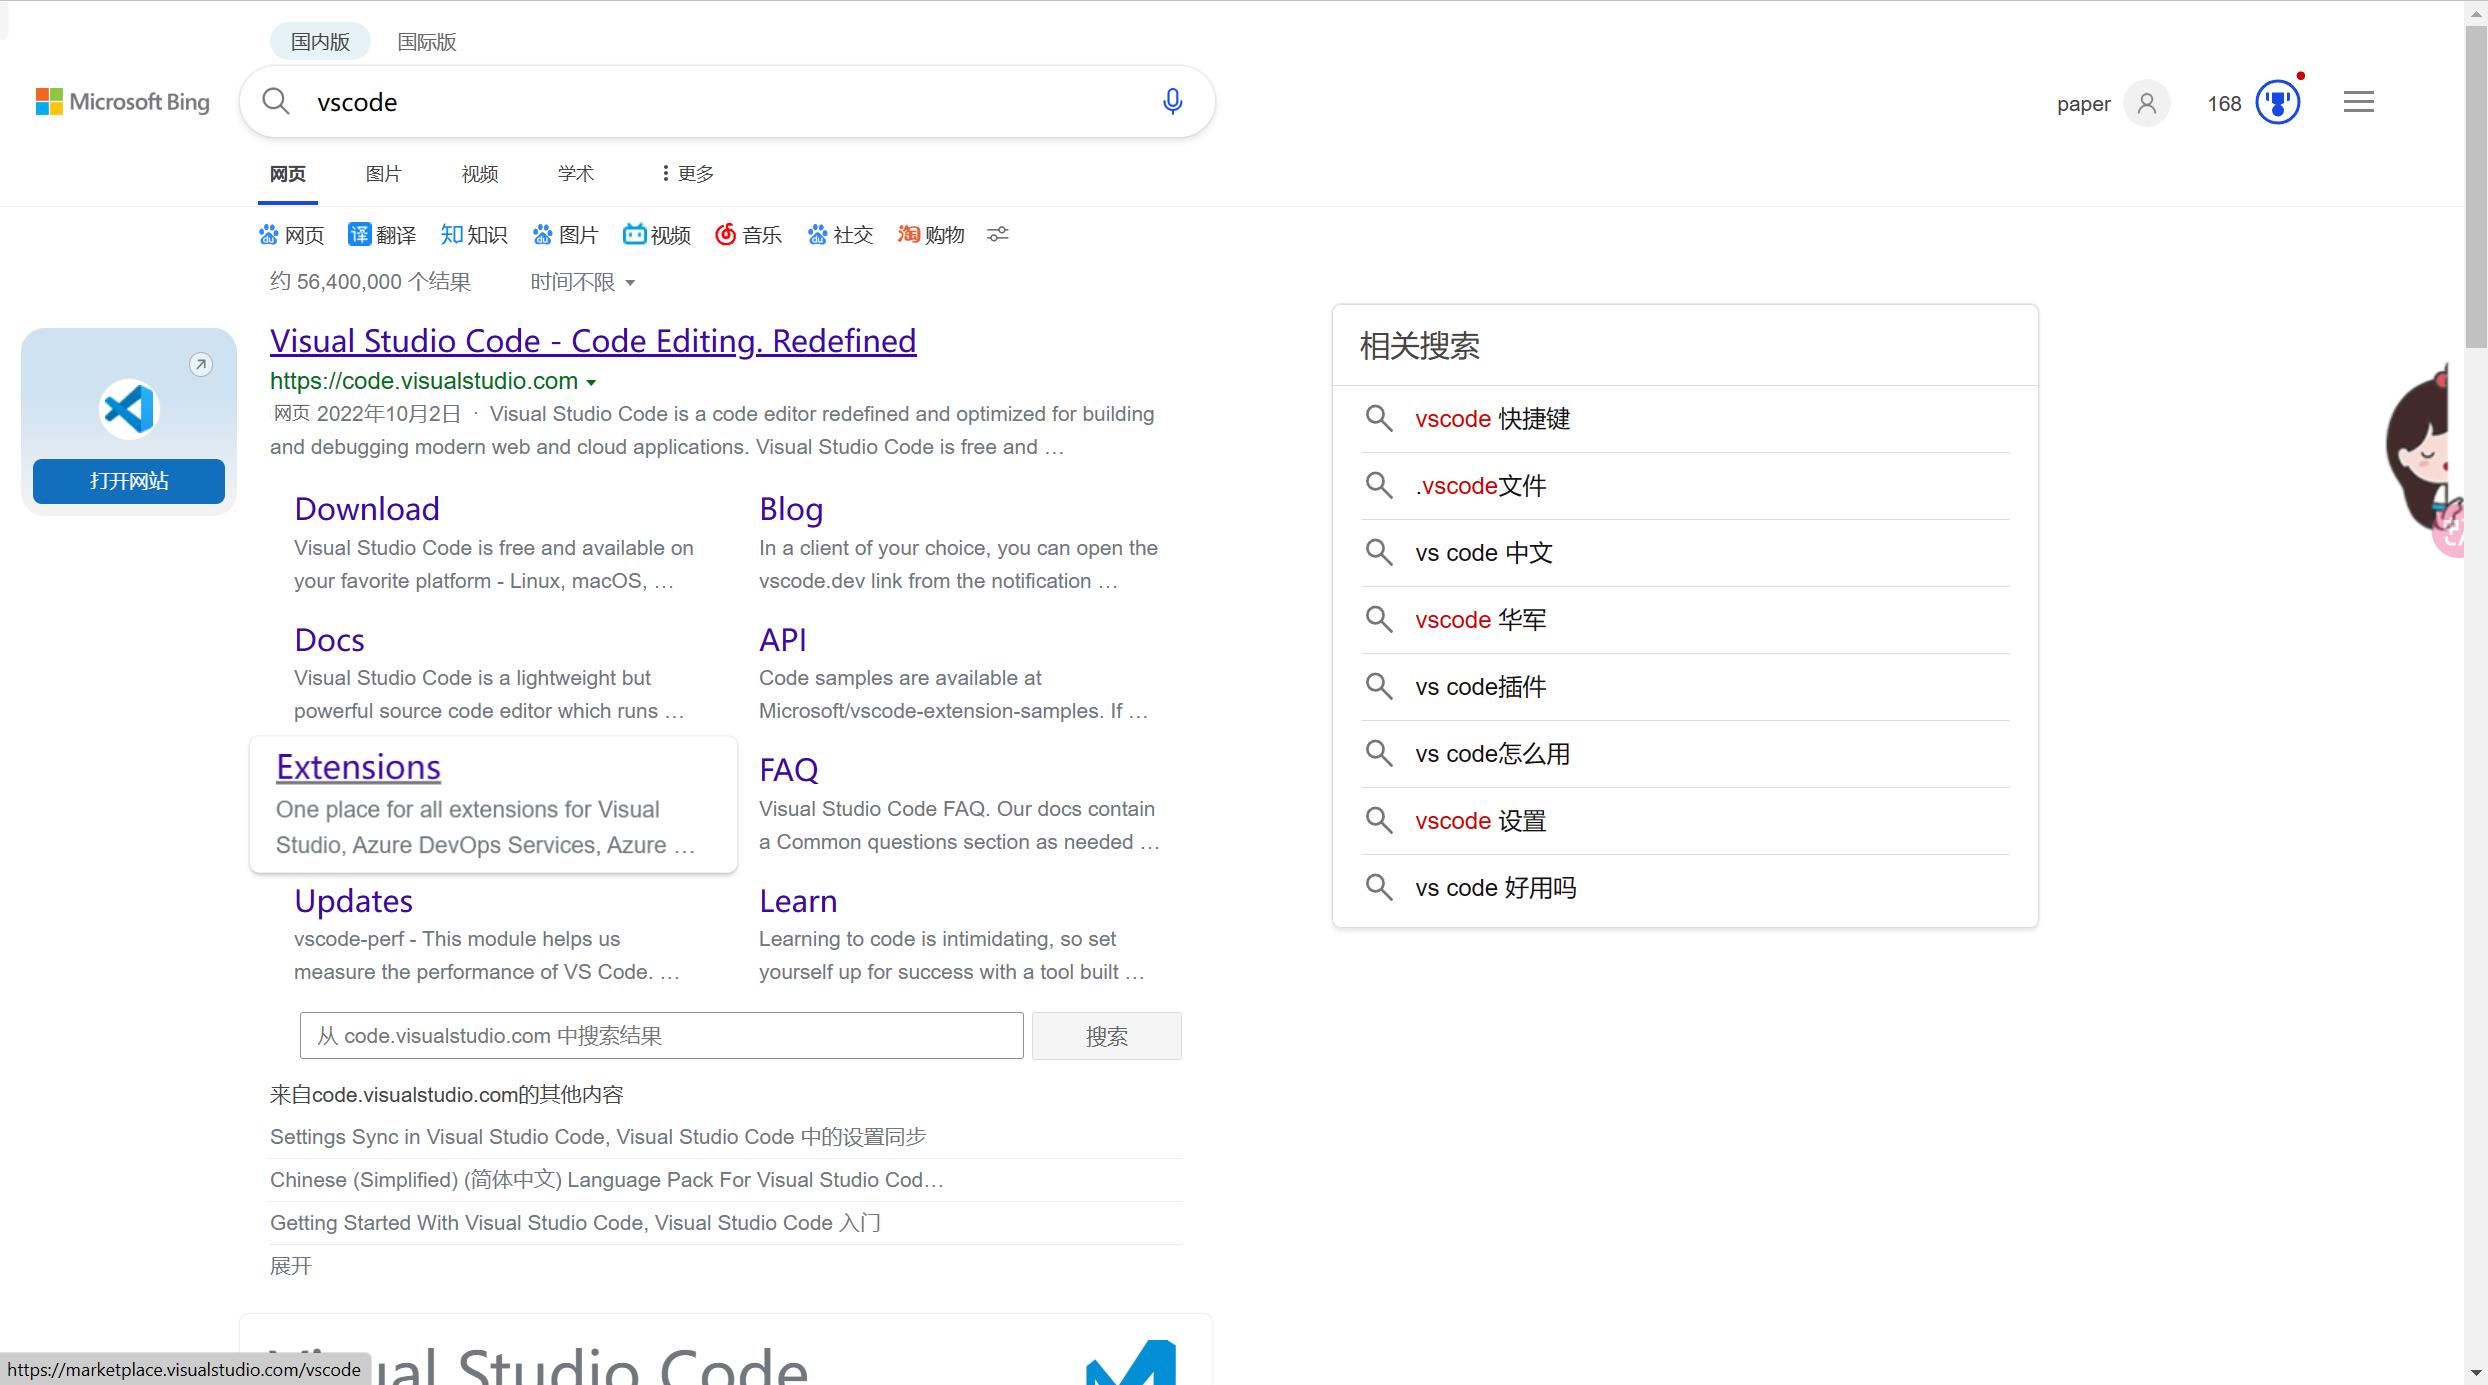 国内版 国际版
Microsoft Bing
vscode
paper 168
网页 图片 视频 学术 更多
网页 译 翻译 知 知识 图片 视频 音乐 社交 淘 购物
约 56,400,000 个结果 时间不限
Visual Studio Code - Code Editing. Redefined
https://code.visualstudio.com
网页 2022年10月2日 · Visual Studio Code is a code editor redefined and optimized for building
and debugging modern web and cloud applications. Visual Studio Code is free and …
打开网站
Download
Visual Studio Code is free and available on
your favorite platform - Linux, macOS, …
Blog
In a client of your choice, you can open the
vscode.dev link from the notification …
Docs
Visual Studio Code is a lightweight but
powerful source code editor which runs …
API
Code samples are available at
Microsoft/vscode-extension-samples. If …
Extensions
One place for all extensions for Visual
Studio, Azure DevOps Services, Azure …
FAQ
Visual Studio Code FAQ. Our docs contain
a Common questions section as needed …
Updates
vscode-perf - This module helps us
measure the performance of VS Code. …
Learn
Learning to code is intimidating, so set
yourself up for success with a tool built …
从 code.visualstudio.com 中搜索结果
搜索
来自code.visualstudio.com的其他内容
Settings Sync in Visual Studio Code, Visual Studio Code 中的设置同步
Chinese (Simplified) (简体中文) Language Pack For Visual Studio Cod…
Getting Started With Visual Studio Code, Visual Studio Code 入门
展开
Visual Studio Code
https://marketplace.visualstudio.com/vscode
相关搜索
vscode 快捷键
.vscode文件
vs code 中文
vscode 华军
vs code插件
vs code怎么用
vscode 设置
vs code 好用吗